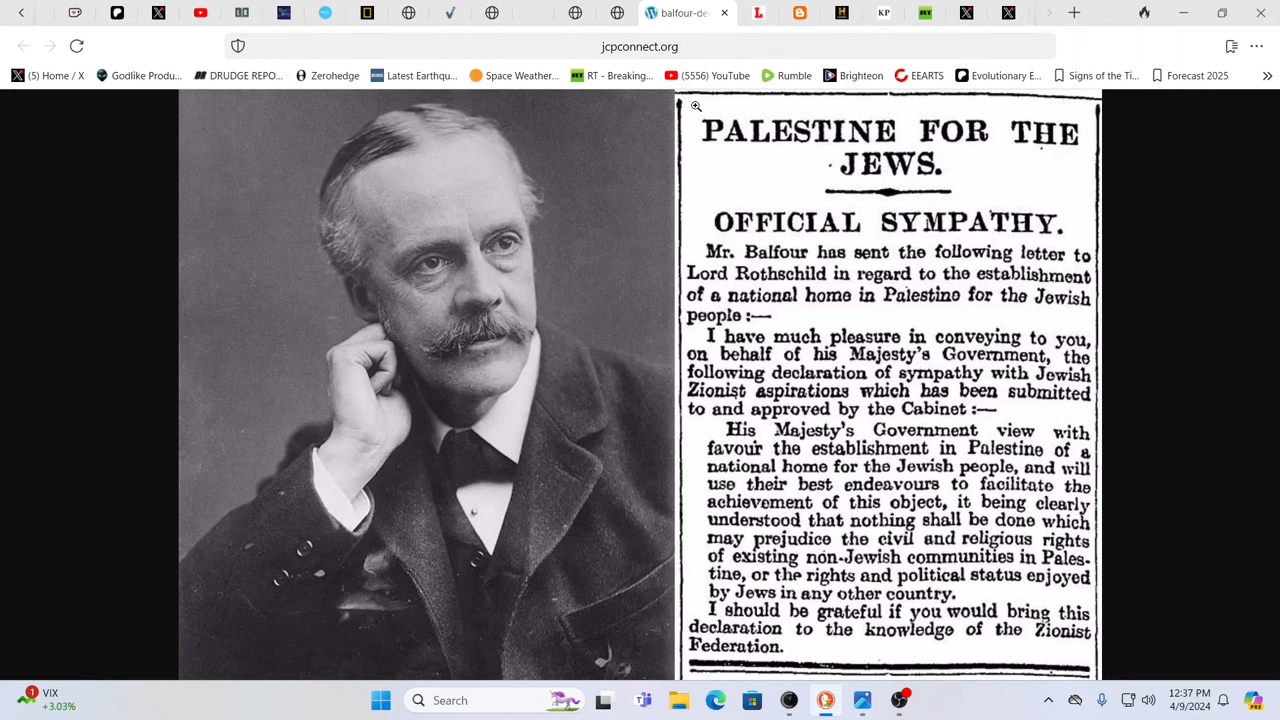 balfour-de
KP
RT
jcpconnect.org
(5) Home / X
Godlike Produ...
DRUDGE REPO...
Zerohedge
Latest Earthqu...
Space Weather...
RT - Breaking...
(5556) YouTube
Rumble
Brighteon
EEARTS
Evolutionary E...
Signs of the Ti...
Forecast 2025
PALESTINE FOR THE
JEWS.
OFFICIAL SYMPATHY.
Mr. Balfour has sent the following letter to
Lord Rothschild in regard to the establishment
of a national home in Palestine for the Jewish
people :—
I have much pleasure in conveying to you,
on behalf of his Majesty's Government, the
following declaration of sympathy with Jewish
Zionist aspirations which has been submitted
to and approved by the Cabinet :—
His Majesty's Government view with
favour the establishment in Palestine of a
national home for the Jewish people, and will
use their best endeavours to facilitate the
achievement of this object, it being clearly
understood that nothing shall be done which
may prejudice the civil and religious rights
of existing non-Jewish communities in Pales-
tine, or the rights and political status enjoyed
by Jews in any other country.
I should be grateful if you would bring this
declaration to the knowledge of the Zionist
Federation.
1
VIX
+3.03%
Search
12:37 PM
4/9/2024
PRE